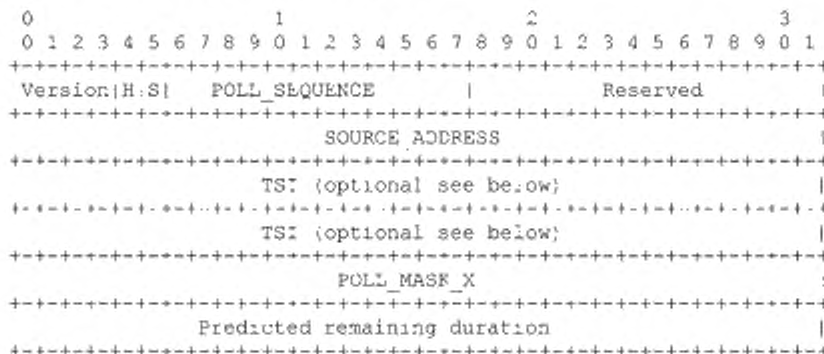 0 1 2 3
0 1 2 3 4 5 6 7 8 9 0 1 2 3 4 5 6 7 8 9 0 1 2 3 4 5 6 7 8 9 0 1
+-+-+-+-+-+-+-+-+-+-+-+-+-+-+-+-+-+-+-+-+-+-+-+-+-+-+-+-+-+-+-+-+-
Version|H|S| POLL_SEQUENCE | Reserved |
+-+-+-+-+-+-+-+-+-+-+-+-+-+-+-+-+-+-+-+-+-+-+-+-+-+-+-+-+-+-+-+-+-
SOURCE_ADDRESS |
+-+-+-+-+-+-+-+-+-+-+-+-+-+-+-+-+-+-+-+-+-+-+-+-+-+-+-+-+-+-+-+-+-
TSI (optional see below) |
+-+-+-+-+-+-+-+-+-+-+-+-+-+-+-+-+-+-+-+-+-+-+-+-+-+-+-+-+-+-+-+-+-
TSI (optional see below) |
+-+-+-+-+-+-+-+-+-+-+-+-+-+-+-+-+-+-+-+-+-+-+-+-+-+-+-+-+-+-+-+-+-
POLL_MASK_X |
+-+-+-+-+-+-+-+-+-+-+-+-+-+-+-+-+-+-+-+-+-+-+-+-+-+-+-+-+-+-+-+-+-
Predicted remaining duration |
+-+-+-+-+-+-+-+-+-+-+-+-+-+-+-+-+-+-+-+-+-+-+-+-+-+-+-+-+-+-+-+-+-